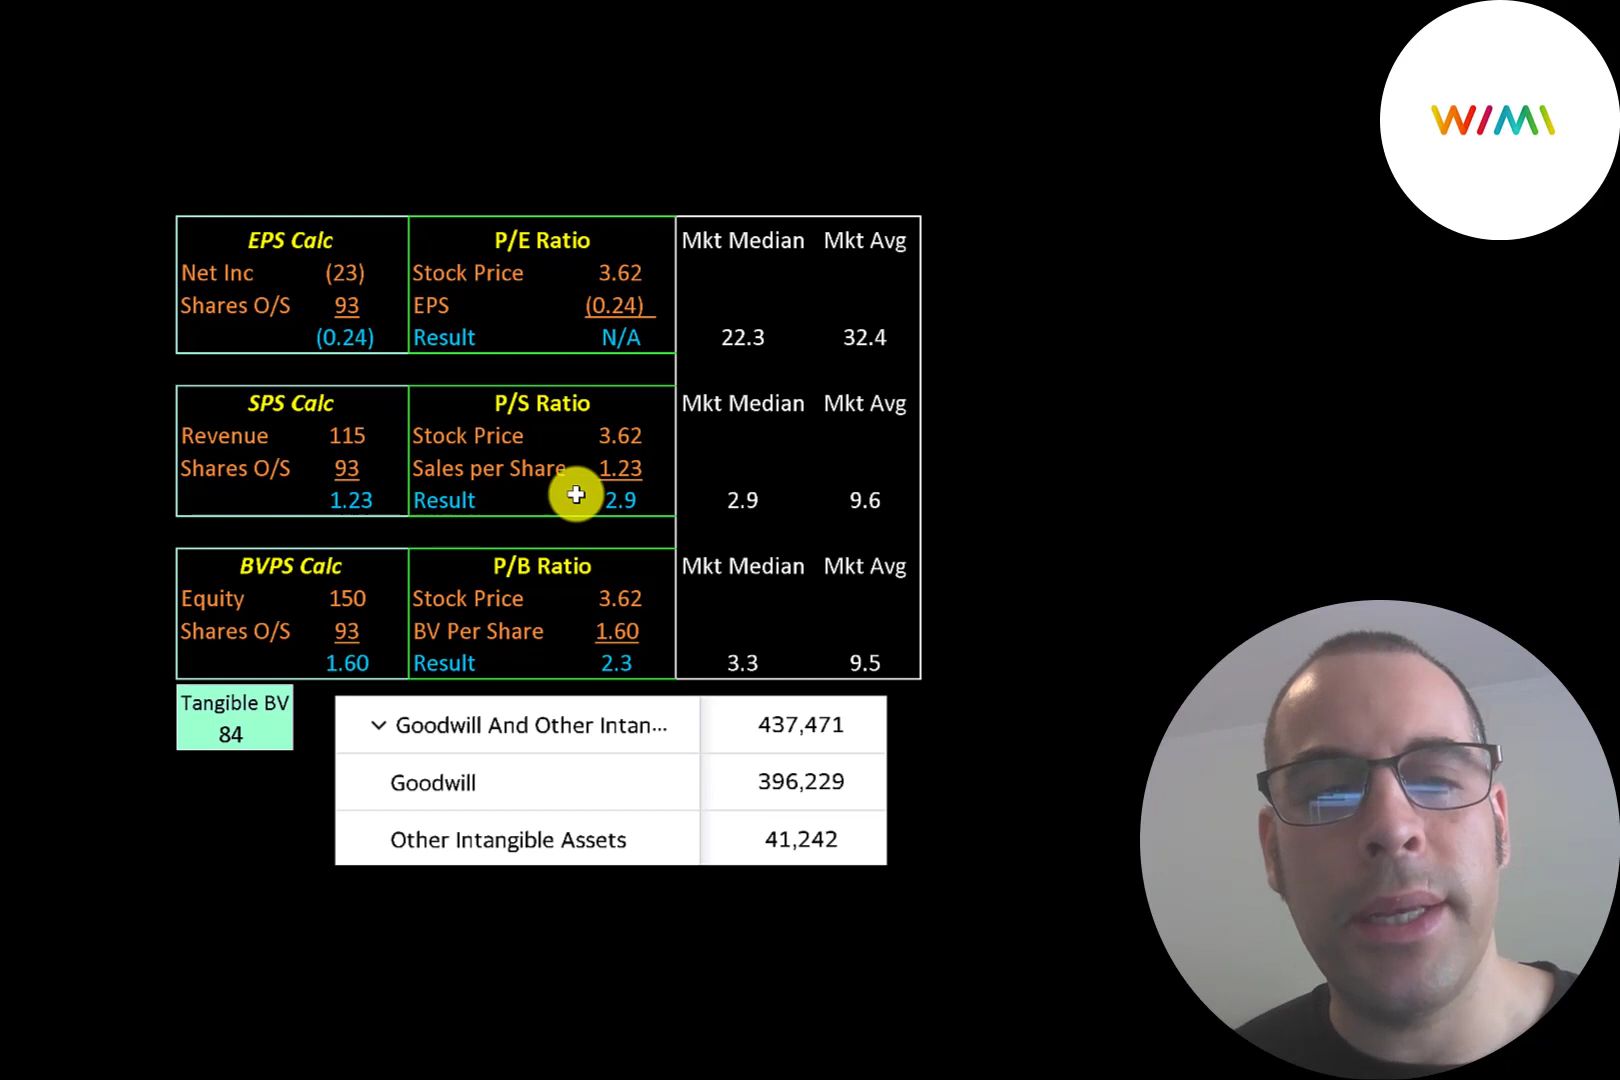 WIMI
EPS Calc P/E Ratio Mkt Median Mkt Avg
Net Inc (23) Stock Price 3.62
Shares O/S 93 EPS (0.24)
(0.24) Result N/A 22.3 32.4
SPS Calc P/S Ratio Mkt Median Mkt Avg
Revenue 115 Stock Price 3.62
Shares O/S 93 Sales per Share 1.23
1.23 Result 2.9 2.9 9.6
BVPS Calc P/B Ratio Mkt Median Mkt Avg
Equity 150 Stock Price 3.62
Shares O/S 93 BV Per Share 1.60
1.60 Result 2.3 3.3 9.5
Tangible BV
84
Goodwill And Other Intan... 437,471
Goodwill 396,229
Other Intangible Assets 41,242